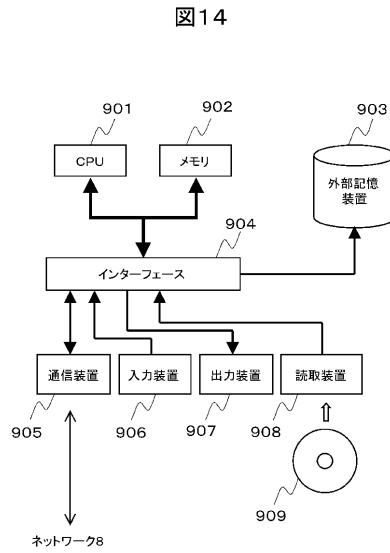 図14
901
902
903
CPU
メモリ
外部記憶
装置
904
インターフェース
通信装置
入力装置
出力装置
読取装置
905
906
907
908
909
ネットワーク8